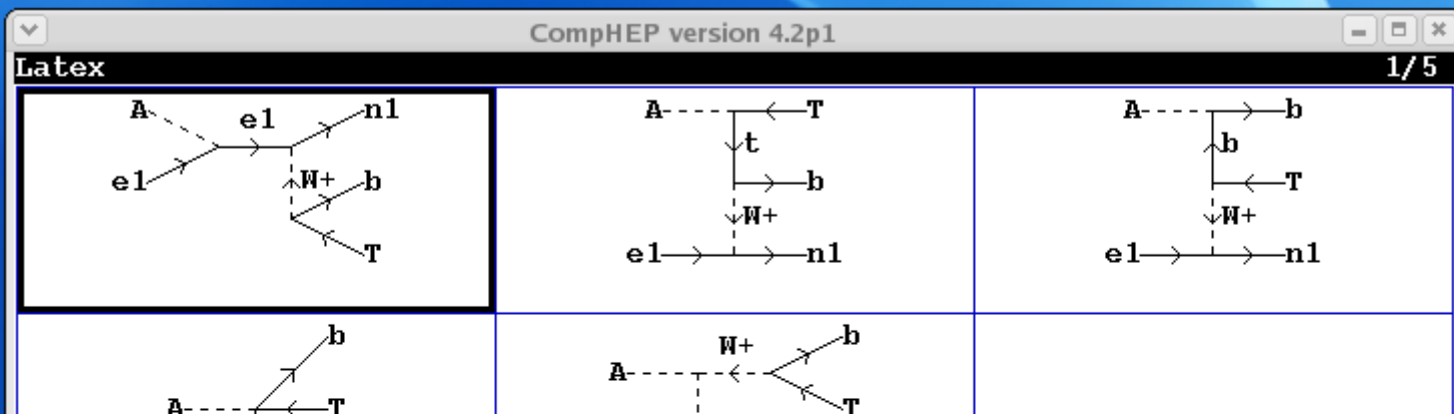 CompHEP version 4.2p1
Latex 1/5
A e1 n1
e1 W+ b
T
A T
t
b
W+
e1 n1
A b
b
T
W+
e1 n1
b
A T
W+ b
A
T